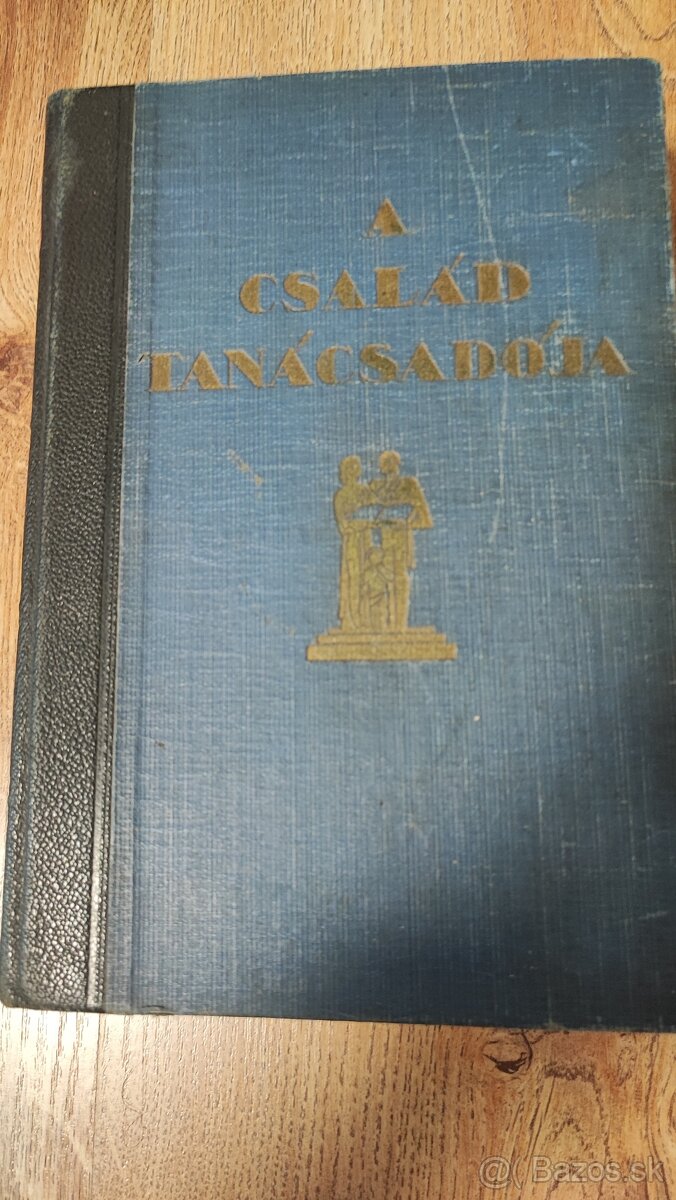 A
CSALÁD
TANÁCSADÓJA
@ Bazos.sk